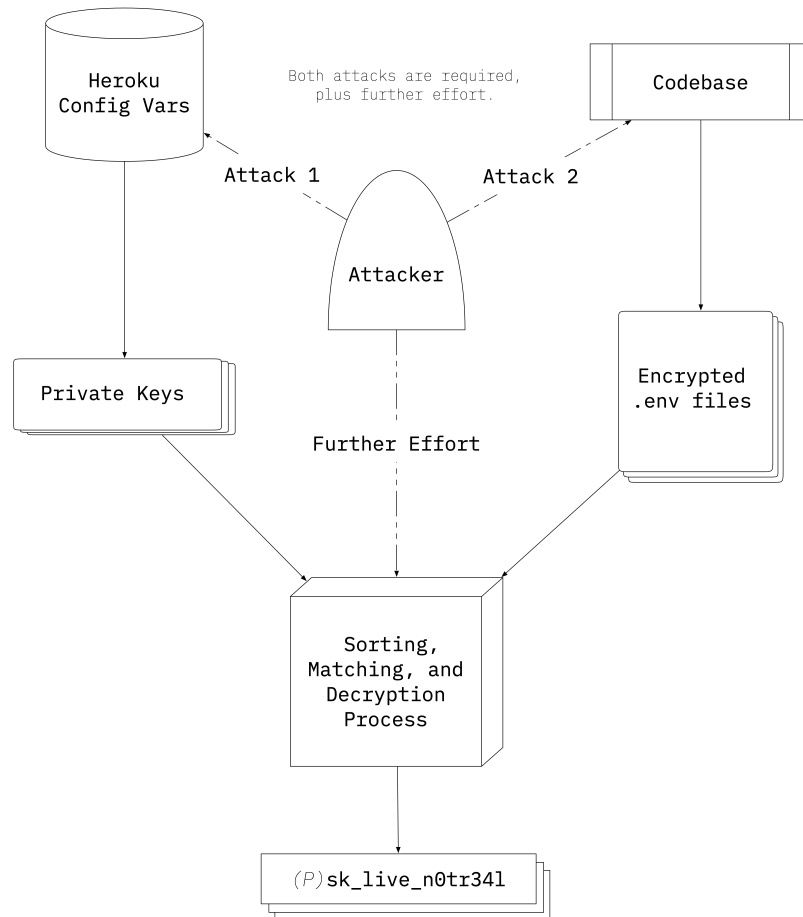 Heroku
Config Vars
Both attacks are required,
plus further effort.
Codebase
Attack 1
Attack 2
Attacker
Private Keys
Encrypted
.env files
Further Effort
Sorting,
Matching, and
Decryption
Process
(P)sk_live_n0tr34l